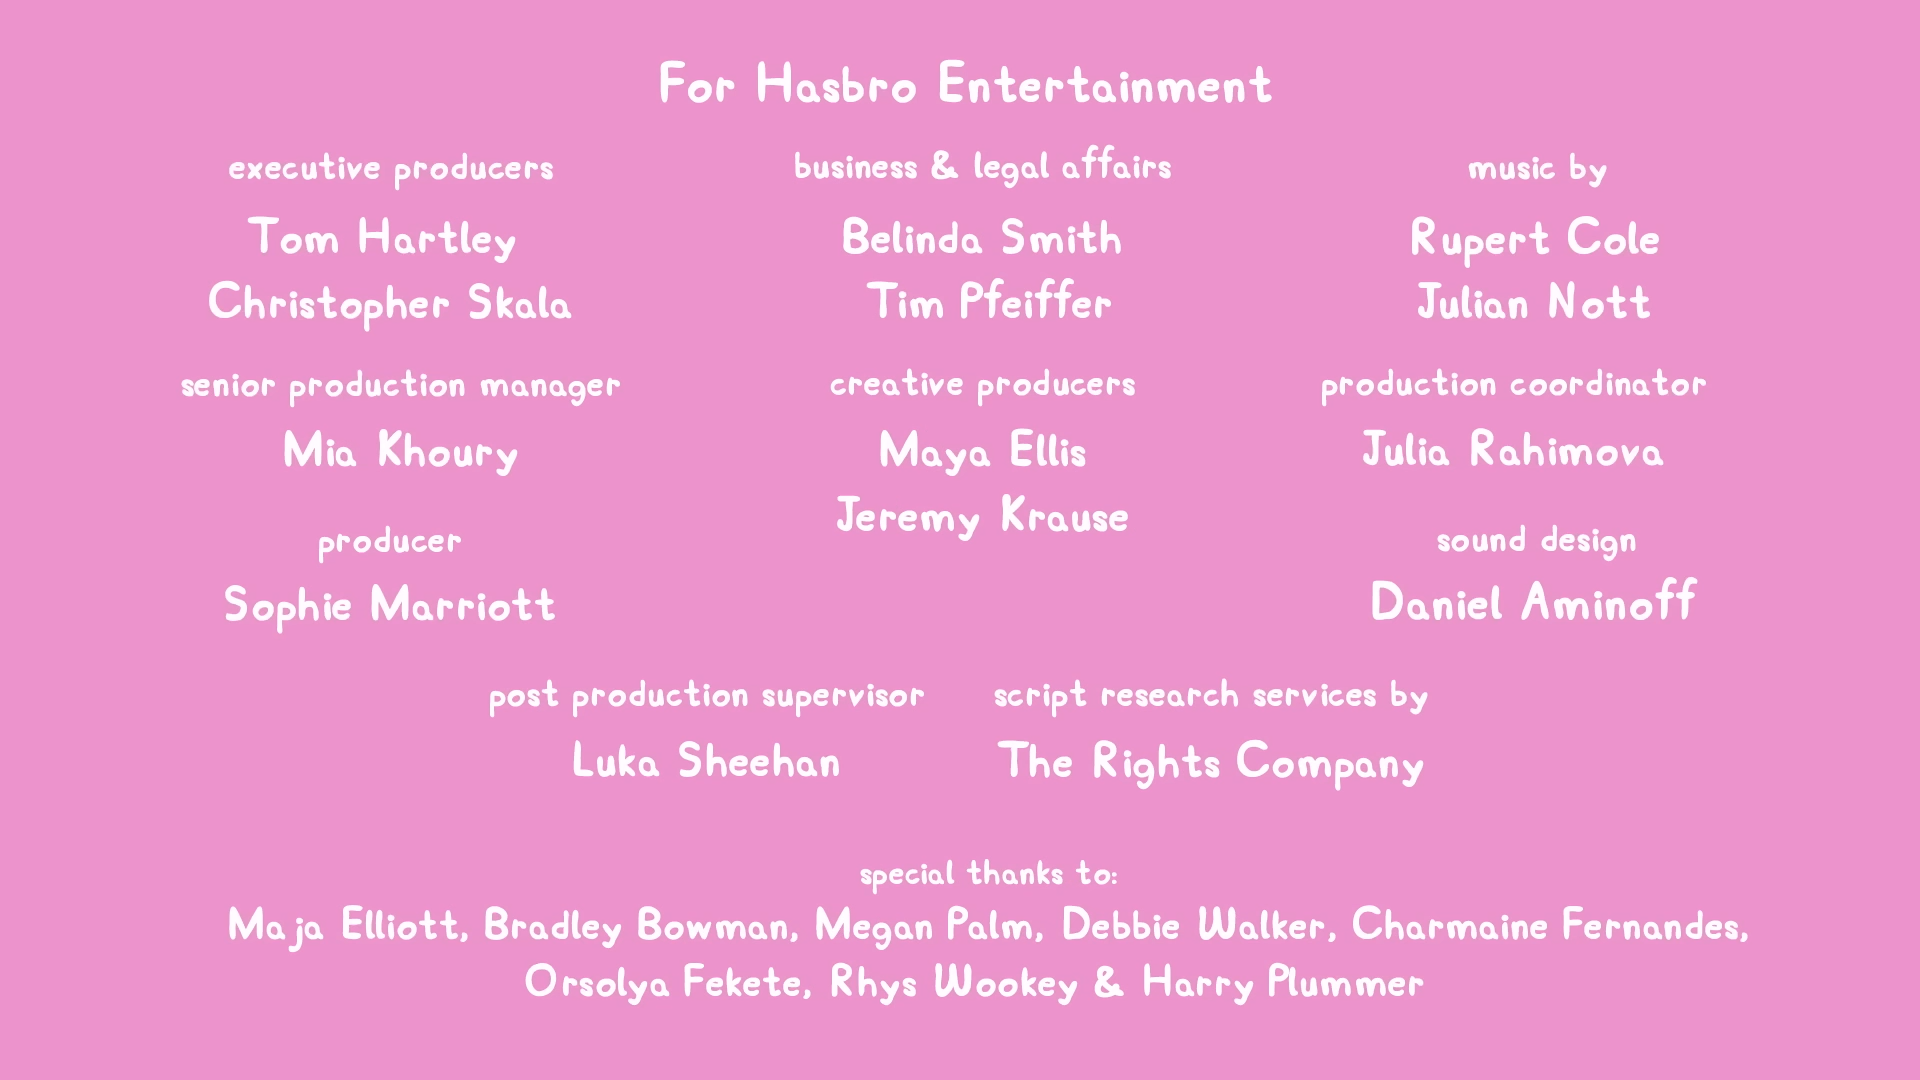 For Hasbro Entertainment
executive producers
Tom Hartley
Christopher Skala
business & legal affairs
Belinda Smith
Tim Pfeiffer
music by
Rupert Cole
Julian Nott
senior production manager
Mia Khoury
creative producers
Maya Ellis
Jeremy Krause
production coordinator
Julia Rahimova
producer
Sophie Marriott
sound design
Daniel Aminoff
post production supervisor
Luka Sheehan
script research services by
The Rights Company
special thanks to:
Maja Elliott, Bradley Bowman, Megan Palm, Debbie Walker, Charmaine Fernandes,
Orsolya Fekete, Rhys Wookey & Harry Plummer